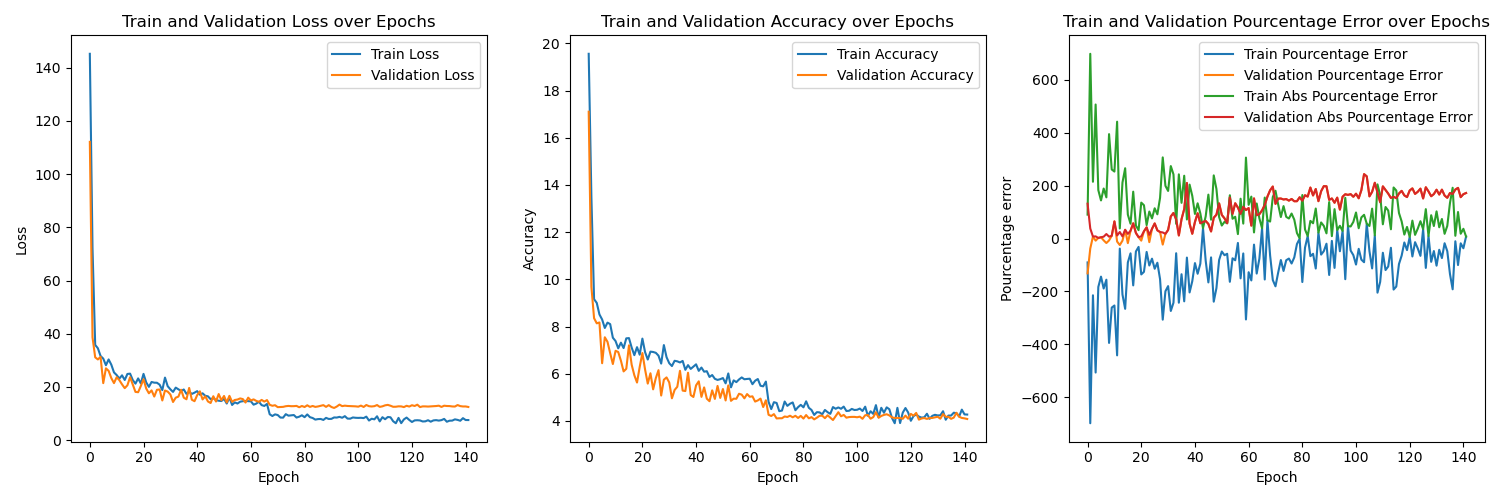 Train and Validation Loss over Epochs
Train Loss
Validation Loss
140
120
100
80
60
40
20
0
Loss
0 20 40 60 80 100 120 140
Epoch
Train and Validation Accuracy over Epochs
Train Accuracy
Validation Accuracy
20
18
16
14
12
10
8
6
4
Accuracy
0 20 40 60 80 100 120 140
Epoch
Train and Validation Pourcentage Error over Epochs
Train Pourcentage Error
Validation Pourcentage Error
Train Abs Pourcentage Error
Validation Abs Pourcentage Error
600
400
200
0
−200
−400
−600
Pourcentage error
0 20 40 60 80 100 120 140
Epoch